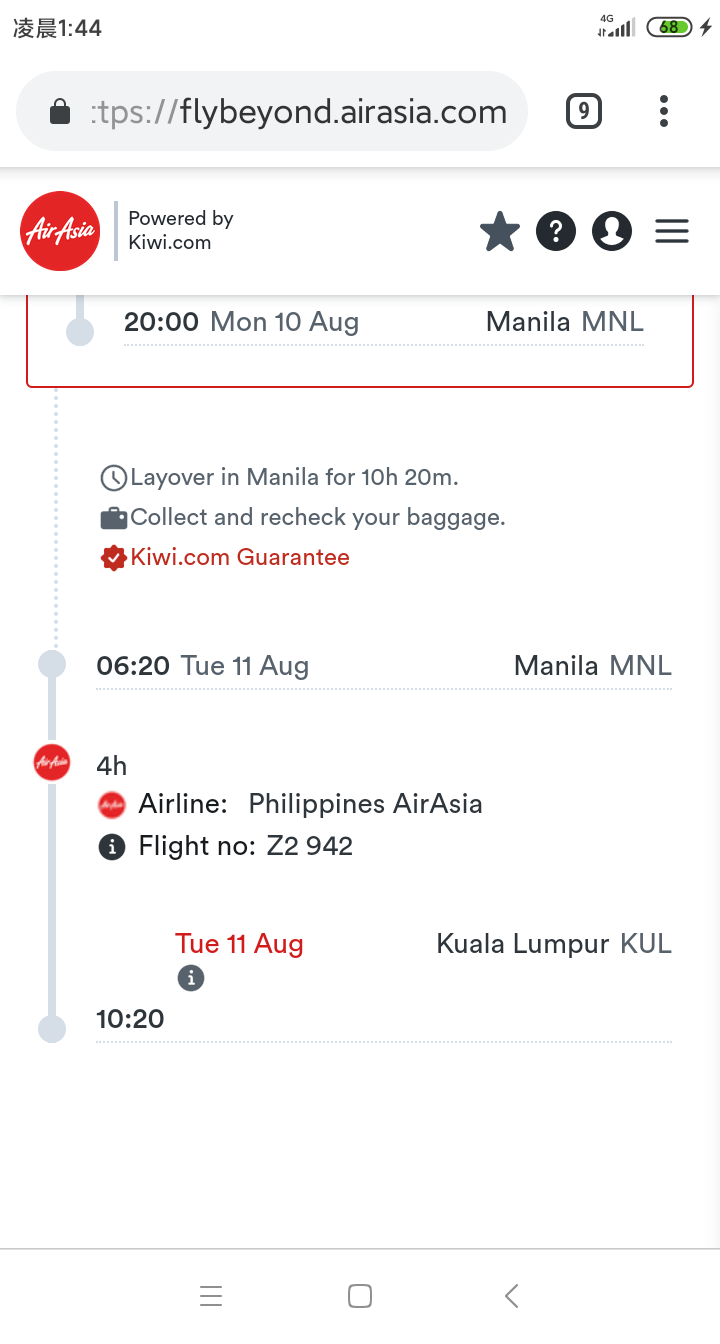 凌晨1:44
4G
68
:tps://flybeyond.airasia.com
9
AirAsia
Powered by
Kiwi.com
?
20:00 Mon 10 Aug Manila MNL
Layover in Manila for 10h 20m.
Collect and recheck your baggage.
Kiwi.com Guarantee
06:20 Tue 11 Aug Manila MNL
AirAsia
4h
AirAsia
Airline: Philippines AirAsia
i
Flight no: Z2 942
Tue 11 Aug Kuala Lumpur KUL
i
10:20